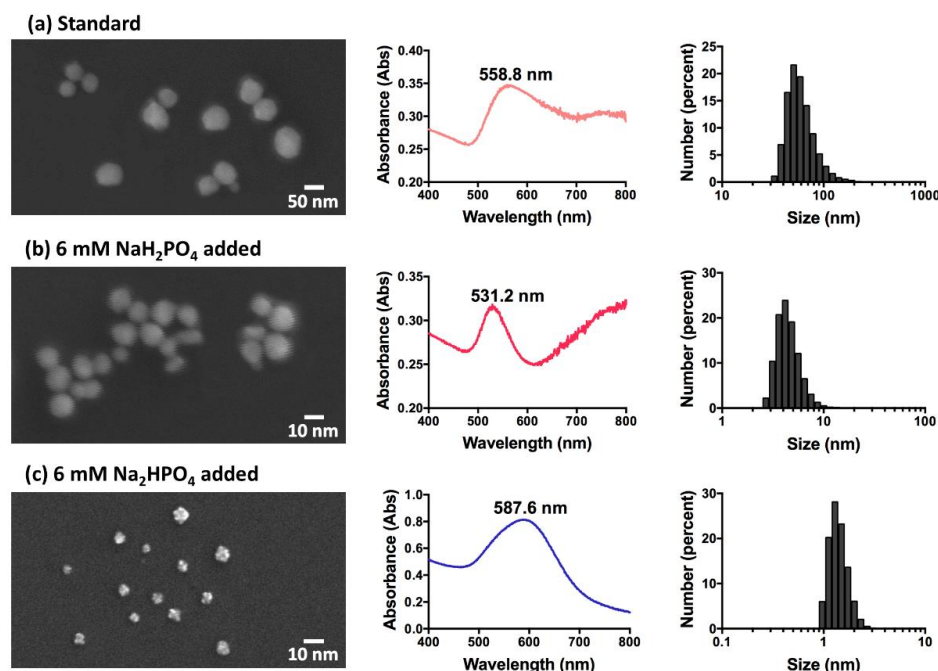 (a) Standard
50 nm
558.8 nm
Absorbance (Abs)
0.40
0.35
0.30
0.25
0.20
400 500 600 700 800
Wavelength (nm)
Number (percent)
25
20
15
10
5
0
10 100 1000
Size (nm)
(b) 6 mM NaH₂PO₄ added
10 nm
531.2 nm
Absorbance (Abs)
0.35
0.30
0.25
0.20
400 500 600 700 800
Wavelength (nm)
Number (percent)
30
20
10
0
1 10 100
Size (nm)
(c) 6 mM Na₂HPO₄ added
10 nm
587.6 nm
Absorbance (Abs)
1.0
0.8
0.6
0.4
0.2
0.0
400 500 600 700 800
Wavelength (nm)
Number (percent)
30
20
10
0
0.1 1 10
Size (nm)